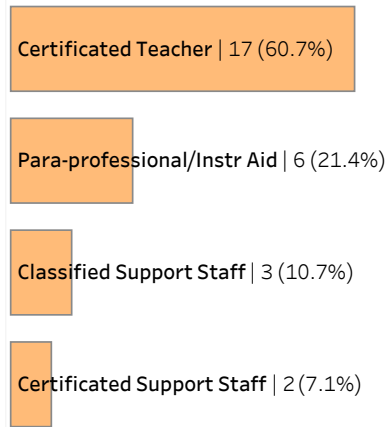 Certificated Teacher | 17 (60.7%)
Para-professional/Instr Aid | 6 (21.4%)
Classified Support Staff | 3 (10.7%)
Certificated Support Staff | 2 (7.1%)